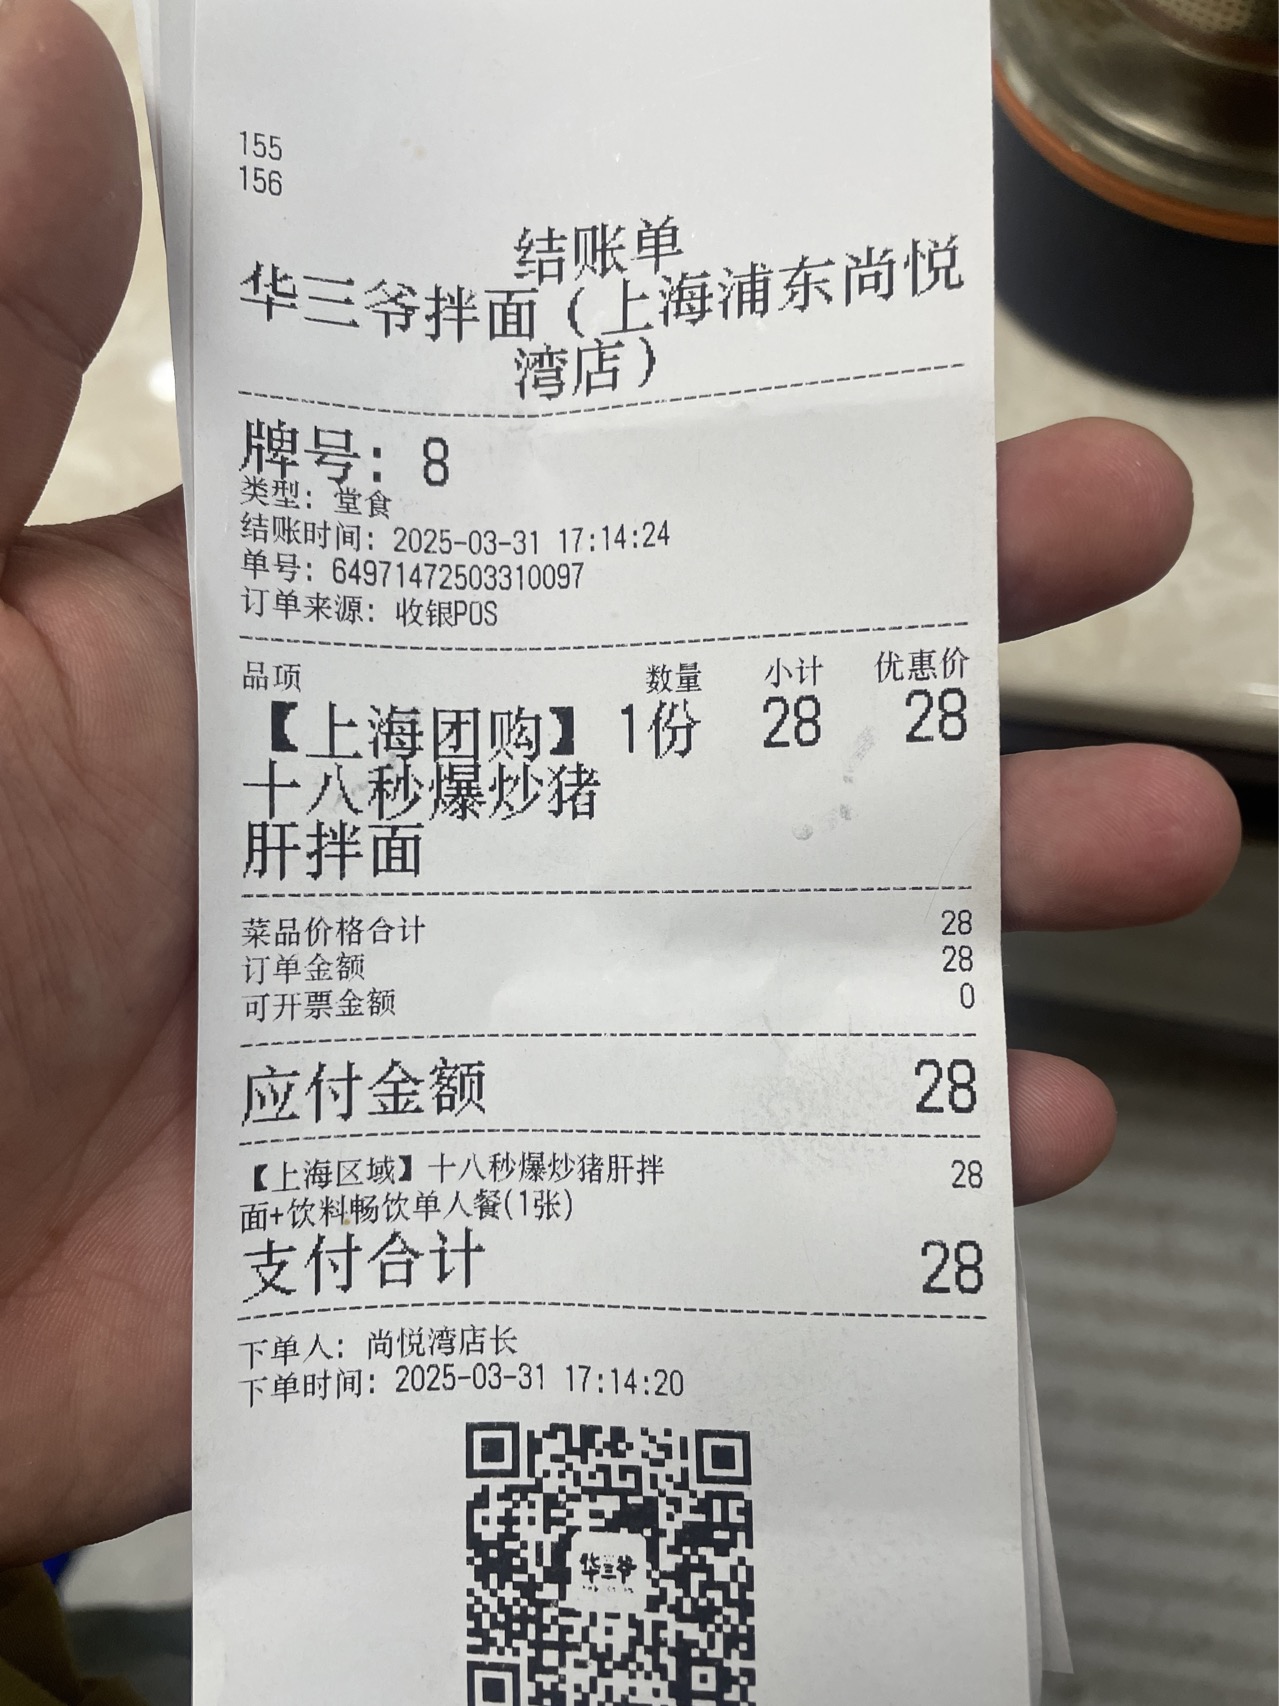 155
156
结账单
华三爷拌面（上海浦东尚悦
湾店）
牌号：8
类型：堂食
结账时间：2025-03-31 17:14:24
单号：64971472503310097
订单来源：收银POS
品项 数量 小计 优惠价
【上海团购】 1份 28 28
十八秒爆炒猪
肝拌面
菜品价格合计 28
订单金额 28
可开票金额 0
应付金额 28
【上海区域】十八秒爆炒猪肝拌 28
面+饮料畅饮单人餐(1张)
支付合计 28
下单人：尚悦湾店长
下单时间：2025-03-31 17:14:20
华三爷